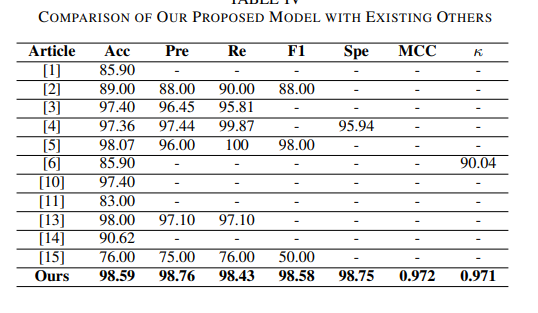 TABLE IV
COMPARISON OF OUR PROPOSED MODEL WITH EXISTING OTHERS
Article Acc Pre Re F1 Spe MCC κ
[1] 85.90 - - - - - -
[2] 89.00 88.00 90.00 88.00 - - -
[3] 97.40 96.45 95.81 - - - -
[4] 97.36 97.44 99.87 - 95.94 - -
[5] 98.07 96.00 100 98.00 - - -
[6] 85.90 - - - - - 90.04
[10] 97.40 - - - - - -
[11] 83.00 - - - - - -
[13] 98.00 97.10 97.10 - - - -
[14] 90.62 - - - - - -
[15] 76.00 75.00 76.00 50.00 - - -
Ours 98.59 98.76 98.43 98.58 98.75 0.972 0.971